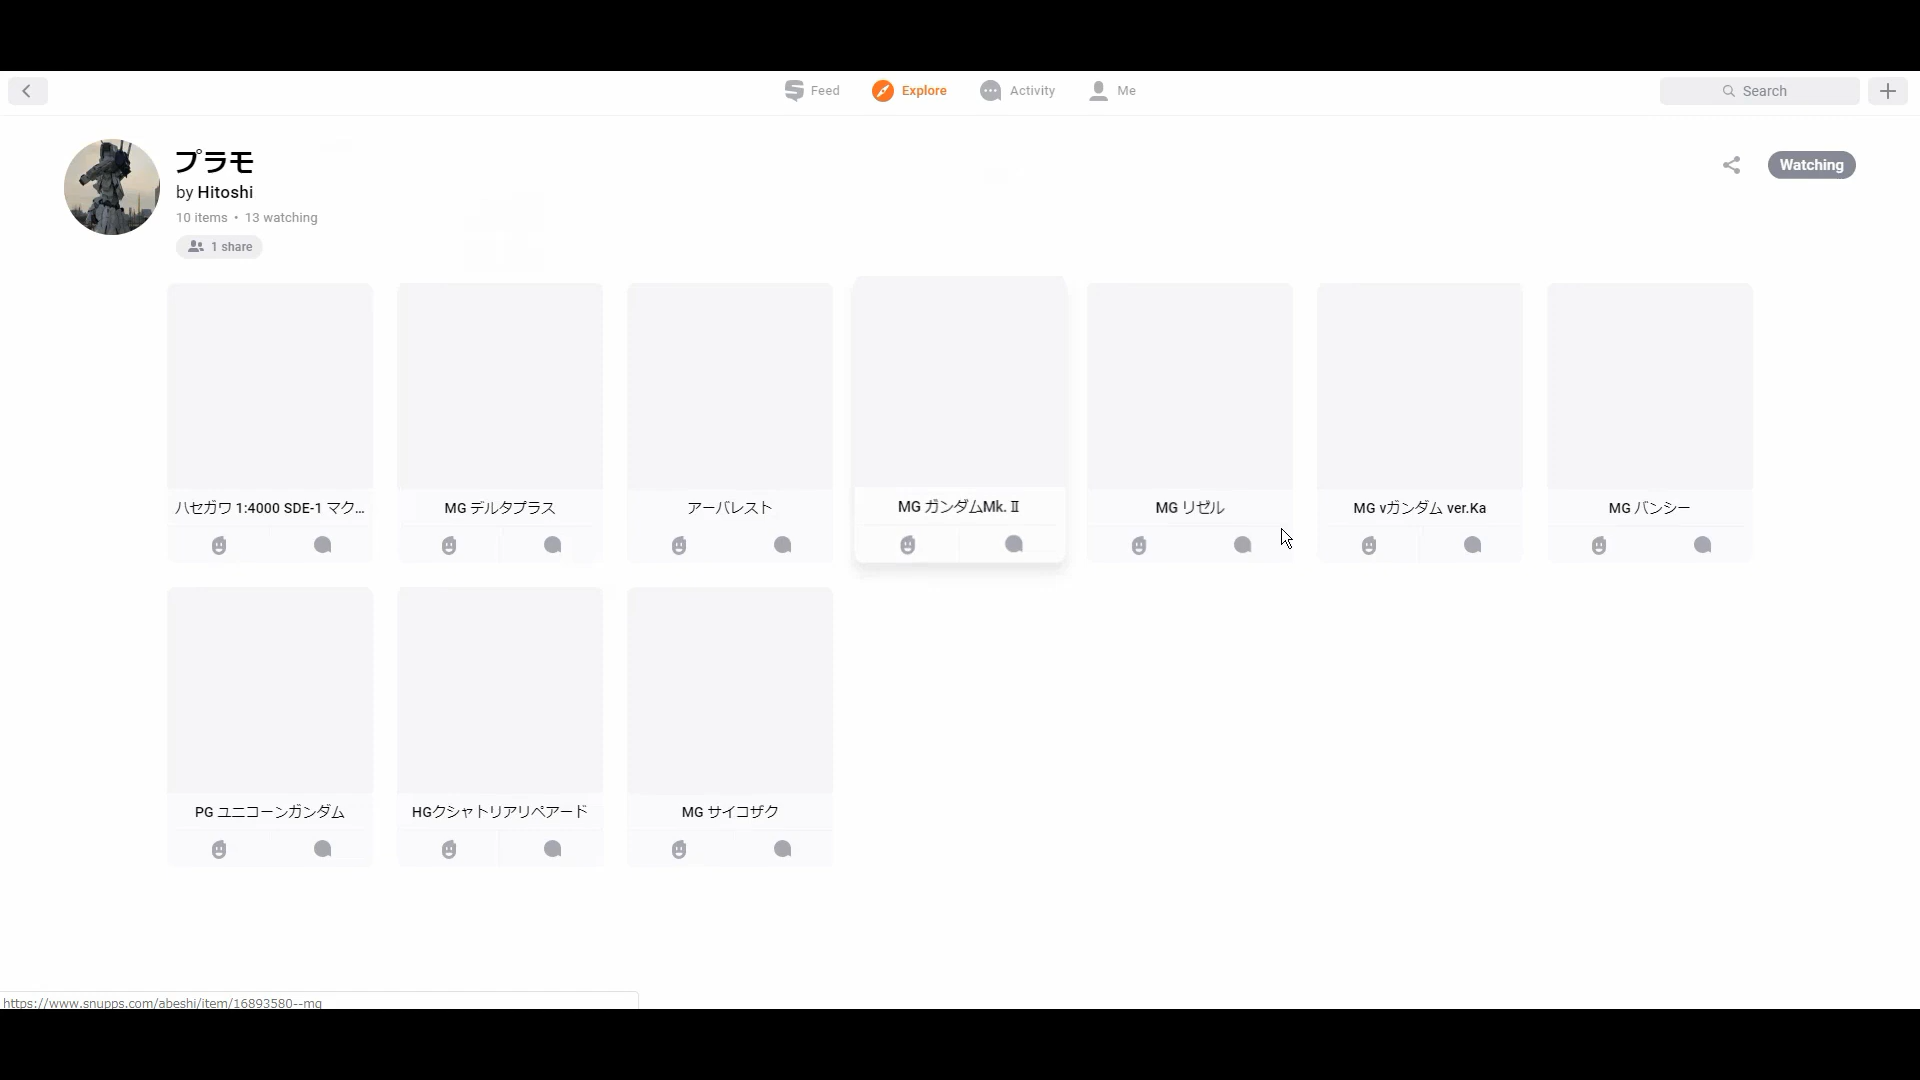 Feed
Explore
Activity
Me
Search
プラモ
by Hitoshi
10 items • 13 watching
1 share
Watching
ハセガワ 1:4000 SDE-1 マク...
MG デルタプラス
アーバレスト
MG ガンダムMk.Ⅱ
MG リゼル
MG νガンダム ver.Ka
MG バンシー
PG ユニコーンガンダム
HGクシャトリアリペアード
MG サイコザク
https://www.snupps.com/abeshi/item/16893580--mg